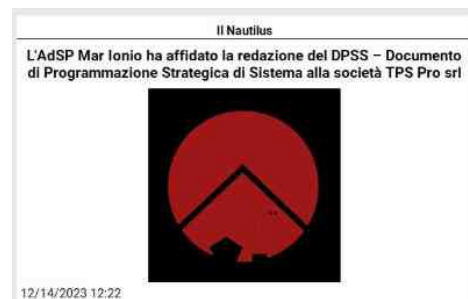 Il Nautilus
L'AdSP Mar Ionio ha affidato la redazione del DPSS – Documento
di Programmazione Strategica di Sistema alla società TPS Pro srl
12/14/2023 12:22